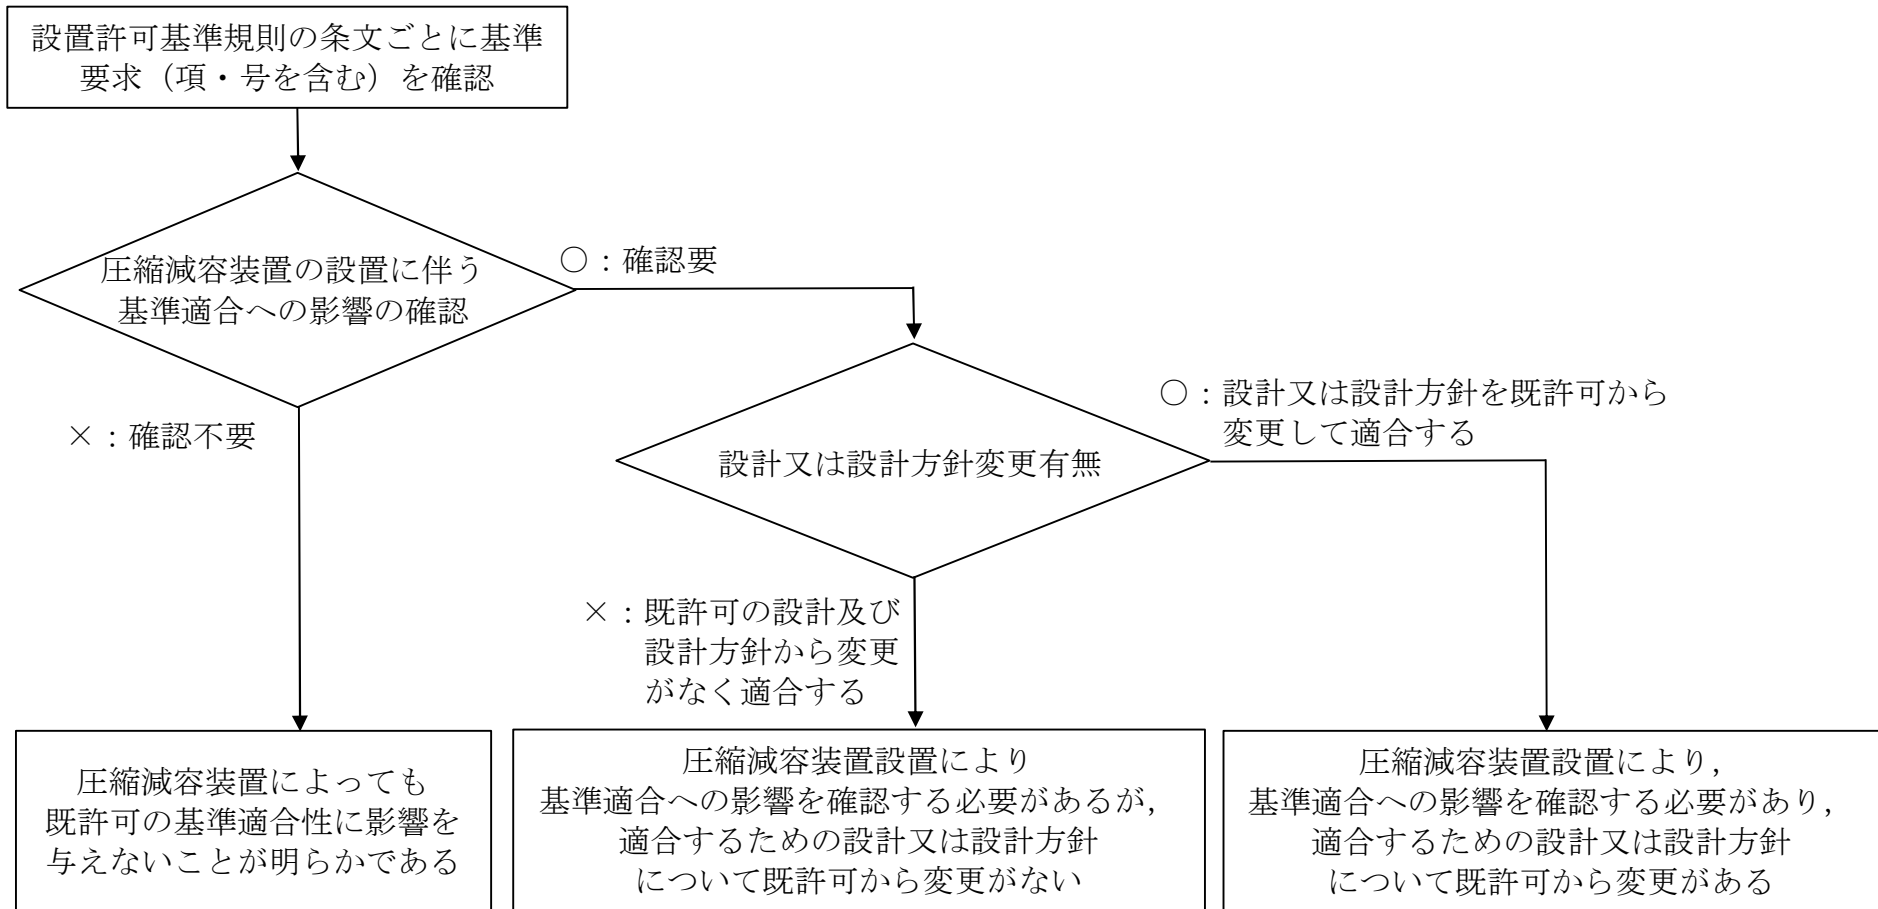 設置許可基準規則の条文ごとに基準
要求（項・号を含む）を確認
圧縮減容装置の設置に伴う
基準適合への影響の確認
○：確認要
×：確認不要
設計又は設計方針変更有無
○：設計又は設計方針を既許可から
変更して適合する
×：既許可の設計及び
設計方針から変更
がなく適合する
圧縮減容装置によっても
既許可の基準適合性に影響を
与えないことが明らかである
圧縮減容装置設置により
基準適合への影響を確認する必要があるが，
適合するための設計又は設計方針
について既許可から変更がない
圧縮減容装置設置により，
基準適合への影響を確認する必要があり，
適合するための設計又は設計方針
について既許可から変更がある